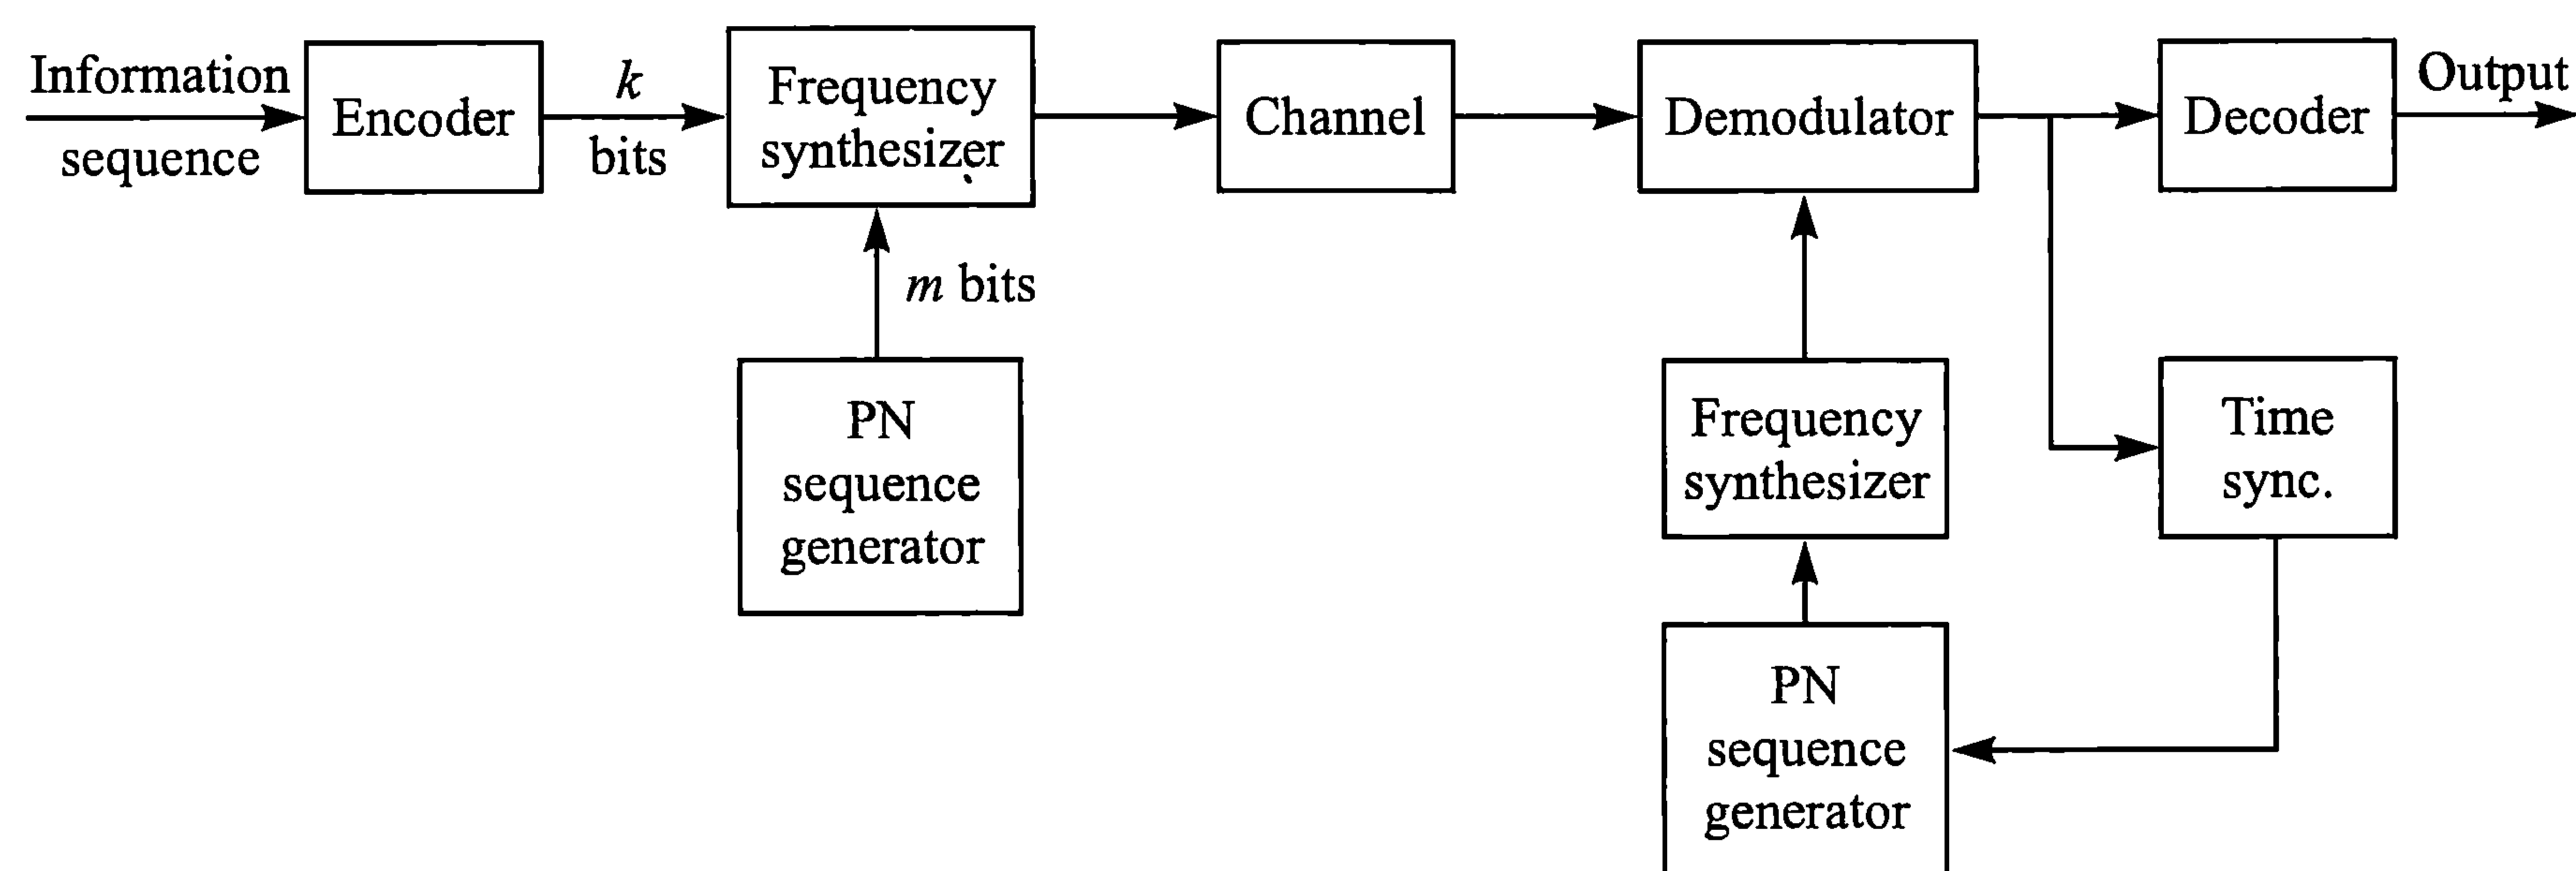 Information
sequence
Encoder
k
bits
Frequency
synthesizer
Channel
Demodulator
Decoder
Output
m bits
PN
sequence
generator
Frequency
synthesizer
Time
sync.
PN
sequence
generator